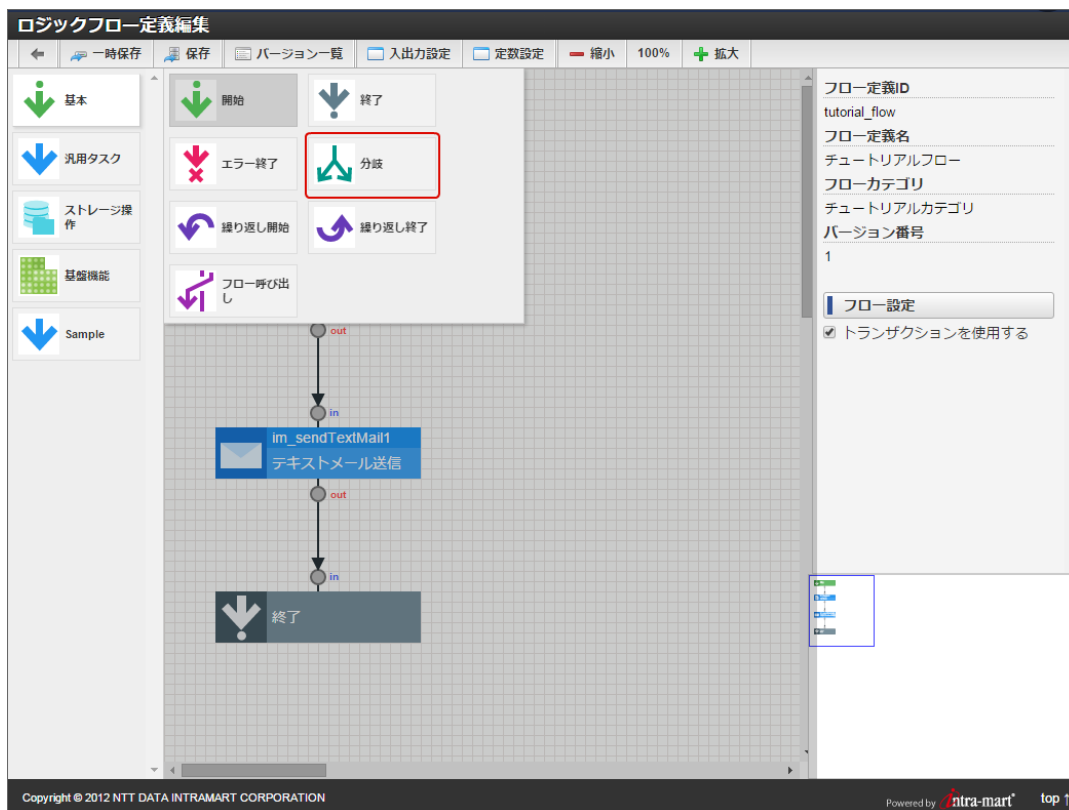 ロジックフロー定義編集
一時保存 保存 バージョン一覧 入出力設定 定数設定 縮小 100% 拡大
基本
汎用タスク
ストレージ操
作
基盤機能
Sample
開始
終了
エラー終了
分岐
繰り返し開始
繰り返し終了
フロー呼び出
し
out
in
im_sendTextMail1
テキストメール送信
out
in
終了
フロー定義ID
tutorial_flow
フロー定義名
チュートリアルフロー
フローカテゴリ
チュートリアルカテゴリ
バージョン番号
1
フロー設定
トランザクションを使用する
Copyright © 2012 NTT DATA INTRAMART CORPORATION
Powered by intra-mart
top ↑